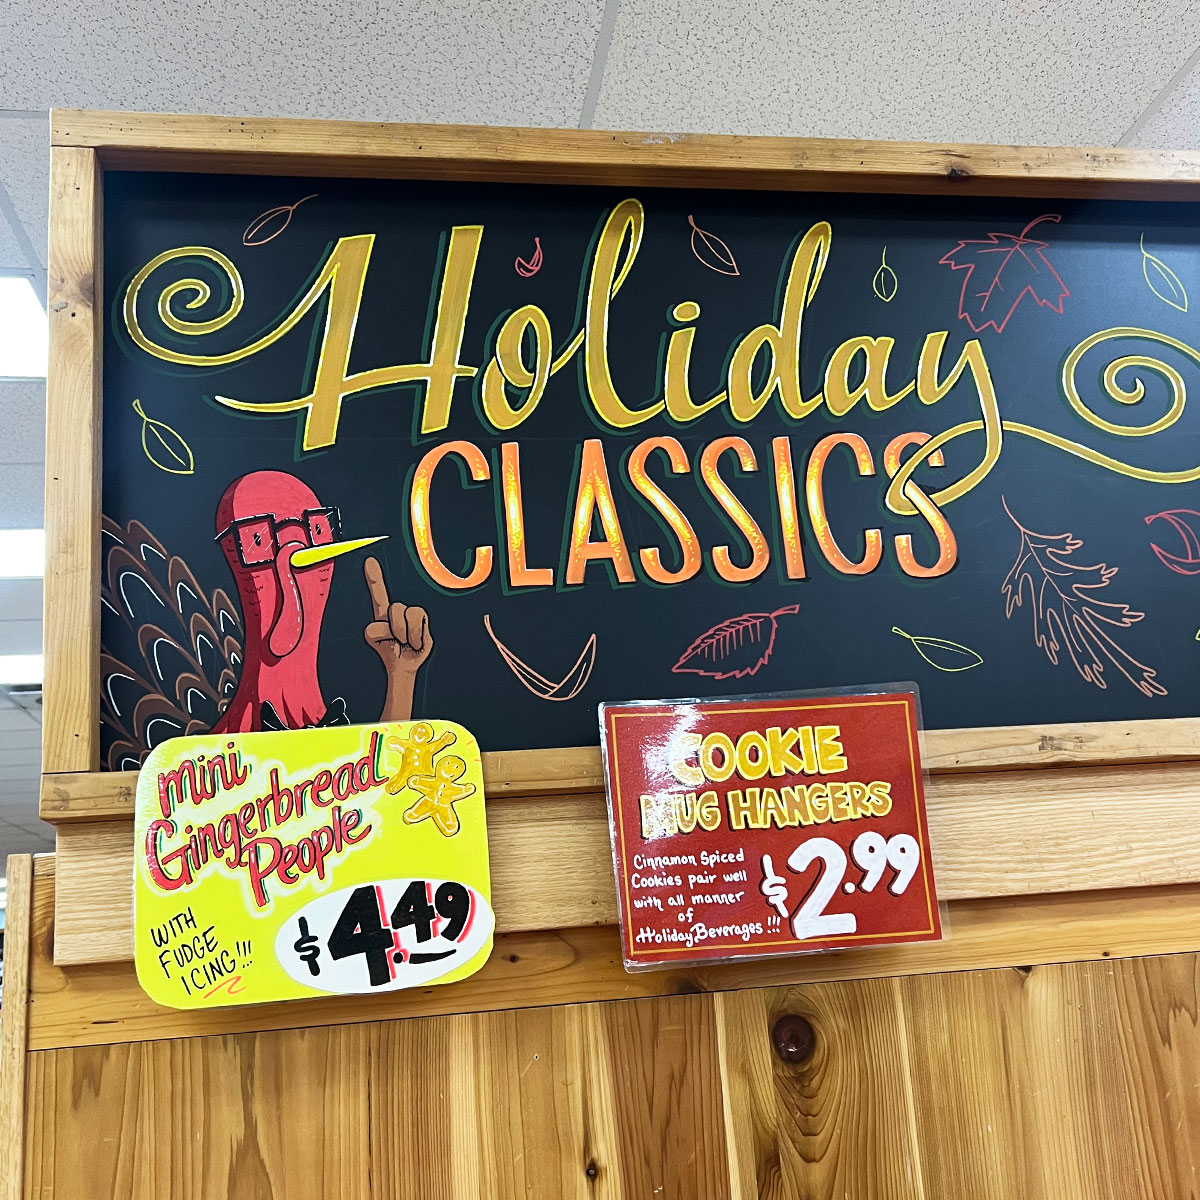 Holiday
CLASSICS
mini
Gingerbread
People
WITH
FUDGE
ICING!!!
$4.49
COOKIE
MUG HANGERS
Cinnamon Spiced
Cookies pair well
with all manner
of
Holiday Beverages!!!
$2.99